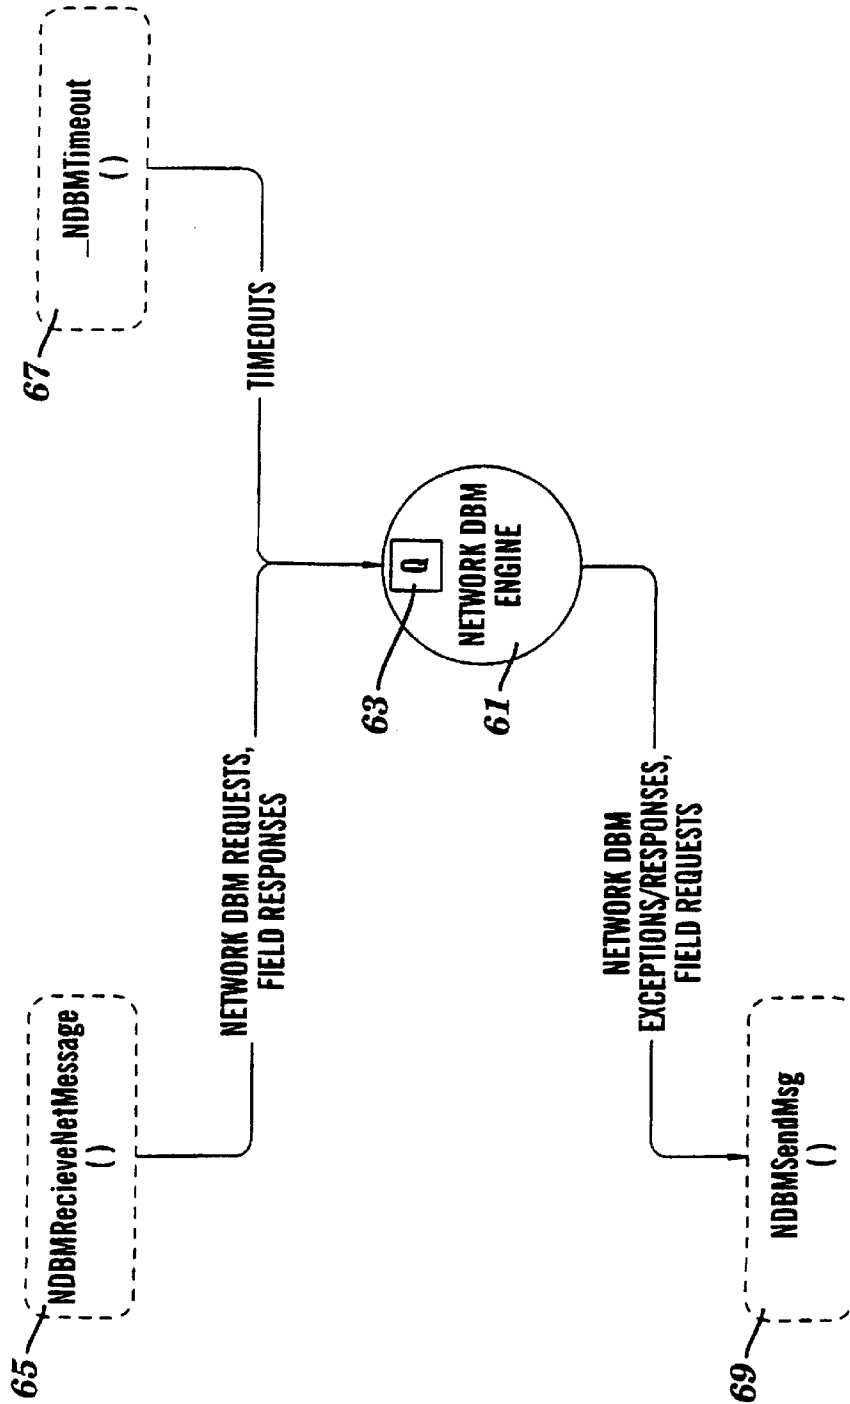 65
NDBMRecieveNetMessage
()
NETWORK DBM REQUESTS,
FIELD RESPONSES
67
_NDBMTimeout
()
TIMEOUTS
63
Q
NETWORK DBM
ENGINE
61
NETWORK DBM
EXCEPTIONS/RESPONSES,
FIELD REQUESTS
69
NDBMSendMsg
()